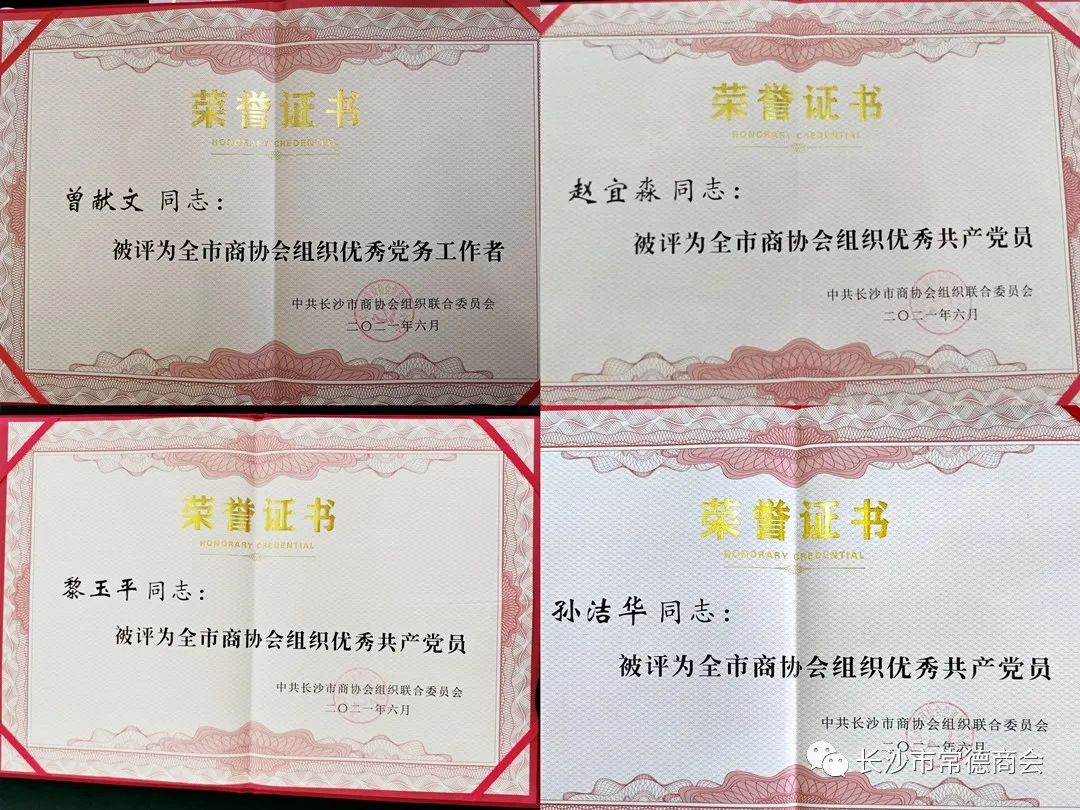 荣誉证书
HONORARY CREDENTIAL
曾献文 同志：
被评为全市商协会组织优秀党务工作者
中共长沙市商协会组织联合委员会
二〇二一年六月
荣誉证书
HONORARY CREDENTIAL
赵宜淼 同志：
被评为全市商协会组织优秀共产党员
中共长沙市商协会组织联合委员会
二〇二一年六月
荣誉证书
HONORARY CREDENTIAL
黎玉平 同志：
被评为全市商协会组织优秀共产党员
中共长沙市商协会组织联合委员会
二〇二一年六月
荣誉证书
HONORARY CREDENTIAL
孙洁华 同志：
被评为全市商协会组织优秀共产党员
中共长沙市商协会组织联合委员会
二〇二一年六月
长沙市常德商会